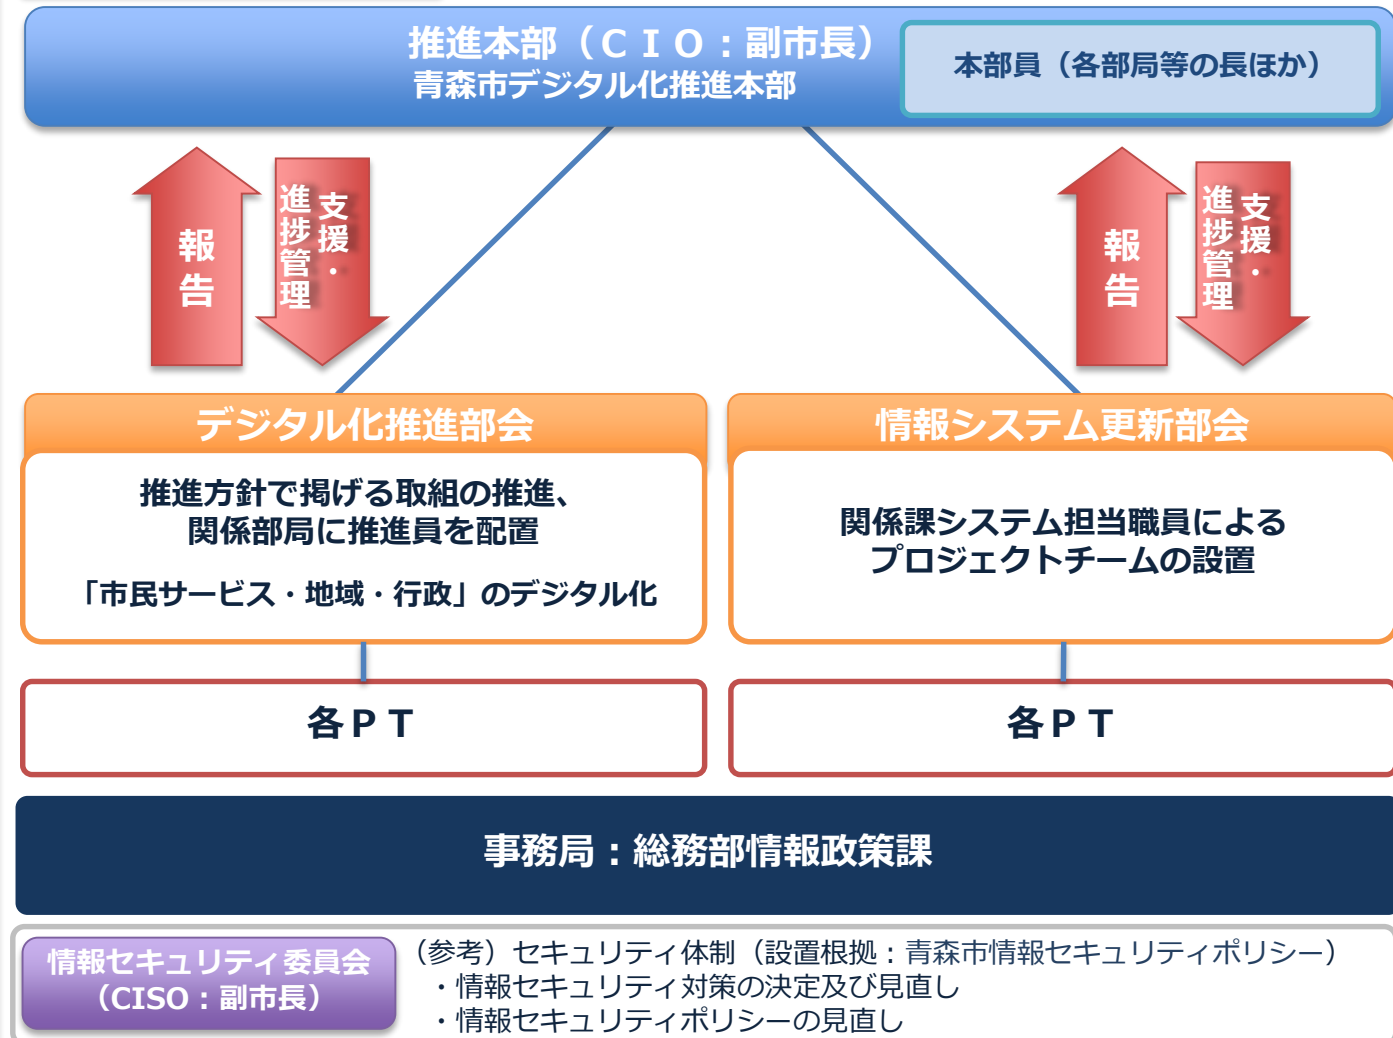 推進本部（ＣＩＯ：副市長）
青森市デジタル化推進本部
本部員（各部局等の長ほか）
報告
支援・
進捗管理
報告
支援・
進捗管理
デジタル化推進部会
推進方針で掲げる取組の推進、
関係部局に推進員を配置
「市民サービス・地域・行政」のデジタル化
情報システム更新部会
関係課システム担当職員による
プロジェクトチームの設置
各ＰＴ
各ＰＴ
事務局：総務部情報政策課
情報セキュリティ委員会
（CISO：副市長）
（参考）セキュリティ体制（設置根拠：青森市情報セキュリティポリシー）
・情報セキュリティ対策の決定及び見直し
・情報セキュリティポリシーの見直し